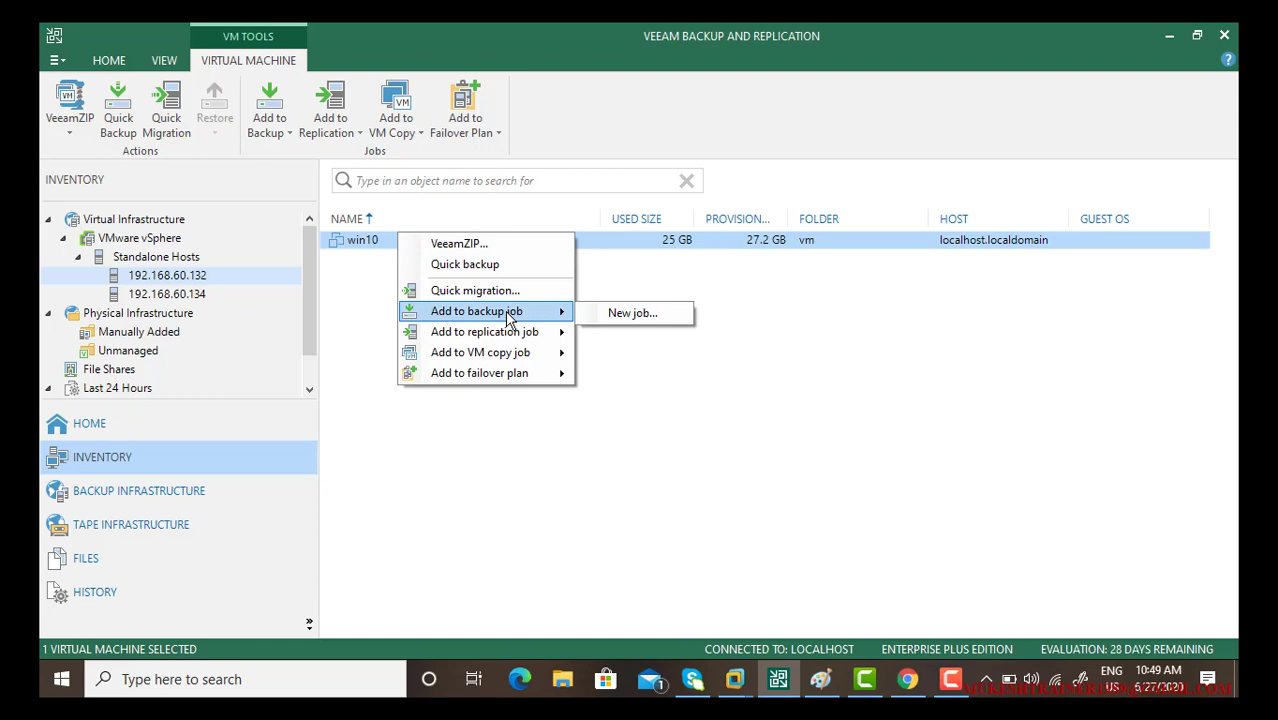 VM TOOLS
VEEAM BACKUP AND REPLICATION
HOME
VIEW
VIRTUAL MACHINE
VeeamZIP
Quick Backup
Quick Migration
Restore
Add to Backup
Add to Replication
Add to VM Copy
Add to Failover Plan
VM
Actions
Jobs
INVENTORY
Type in an object name to search for
Virtual Infrastructure
VMware vSphere
Standalone Hosts
192.168.60.132
192.168.60.134
Physical Infrastructure
Manually Added
Unmanaged
File Shares
Last 24 Hours
NAME
USED SIZE
PROVISION...
FOLDER
HOST
GUEST OS
win10
25 GB
27.2 GB
vm
localhost.localdomain
VeeamZIP...
Quick backup
Quick migration...
Add to backup job
Add to replication job
Add to VM copy job
Add to failover plan
New job...
HOME
INVENTORY
BACKUP INFRASTRUCTURE
TAPE INFRASTRUCTURE
FILES
HISTORY
1 VIRTUAL MACHINE SELECTED
CONNECTED TO: LOCALHOST
ENTERPRISE PLUS EDITION
EVALUATION: 28 DAYS REMAINING
Type here to search
1
ENG
US
10:49 AM
6/27/2020